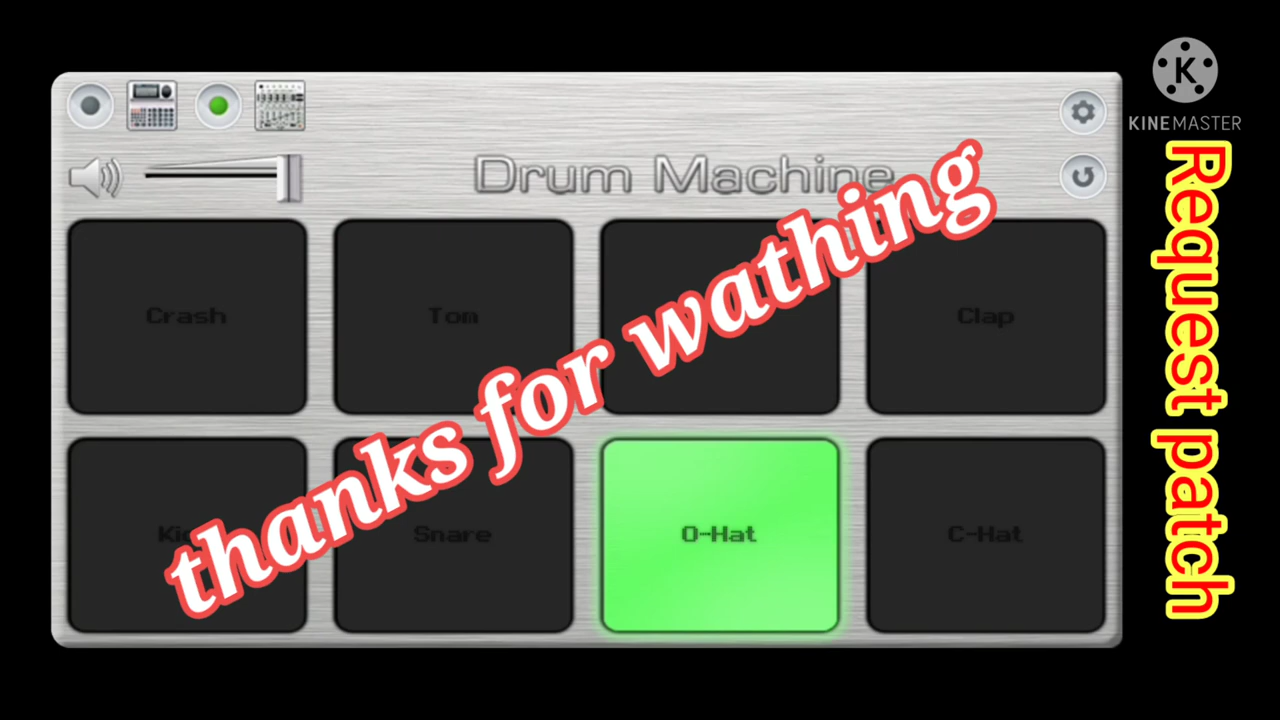 K
KINEMASTER
Drum Machine
Crash
Tom
Clap
Snare
O-Hat
C-Hat
thanks for wathing
Request patch